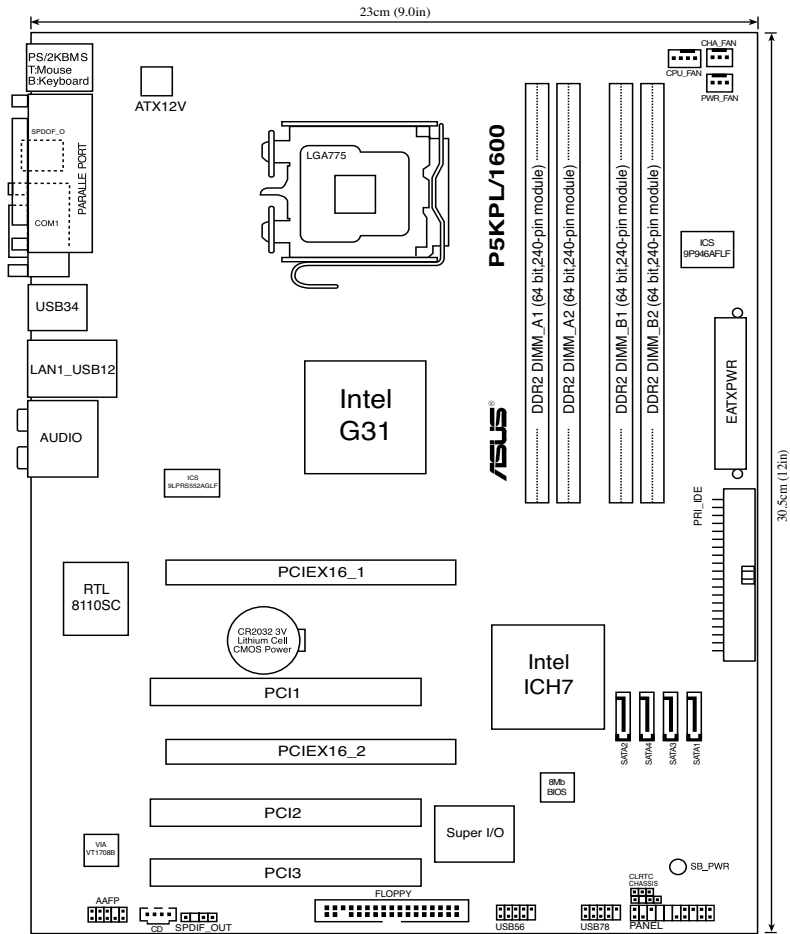 23cm (9.0in)
PS/2KBMS
T:Mouse
B:Keyboard
ATX12V
CHA_FAN
CPU_FAN
PWR_FAN
SPDOF_O
PARALLE PORT
COM1
LGA775
P5KPL/1600
DDR2 DIMM_A1 (64 bit,240-pin module)
DDR2 DIMM_A2 (64 bit,240-pin module)
DDR2 DIMM_B1 (64 bit,240-pin module)
DDR2 DIMM_B2 (64 bit,240-pin module)
ICS
9P946AFLF
USB34
LAN1_USB12
AUDIO
Intel
G31
ASUS®
EATXPWR
30.5cm (12in)
ICS
9LPRS552AGLF
PRI_IDE
PCIEX16_1
RTL
8110SC
CR2032 3V
Lithium Cell
CMOS Power
Intel
ICH7
PCI1
SATA2
SATA4
SATA3
SATA1
PCIEX16_2
8Mb
BIOS
PCI2
Super I/O
VIA
VT1708B
PCI3
SB_PWR
CLRTC
CHASSIS
AAFP
CD
SPDIF_OUT
FLOPPY
USB56
USB78
PANEL